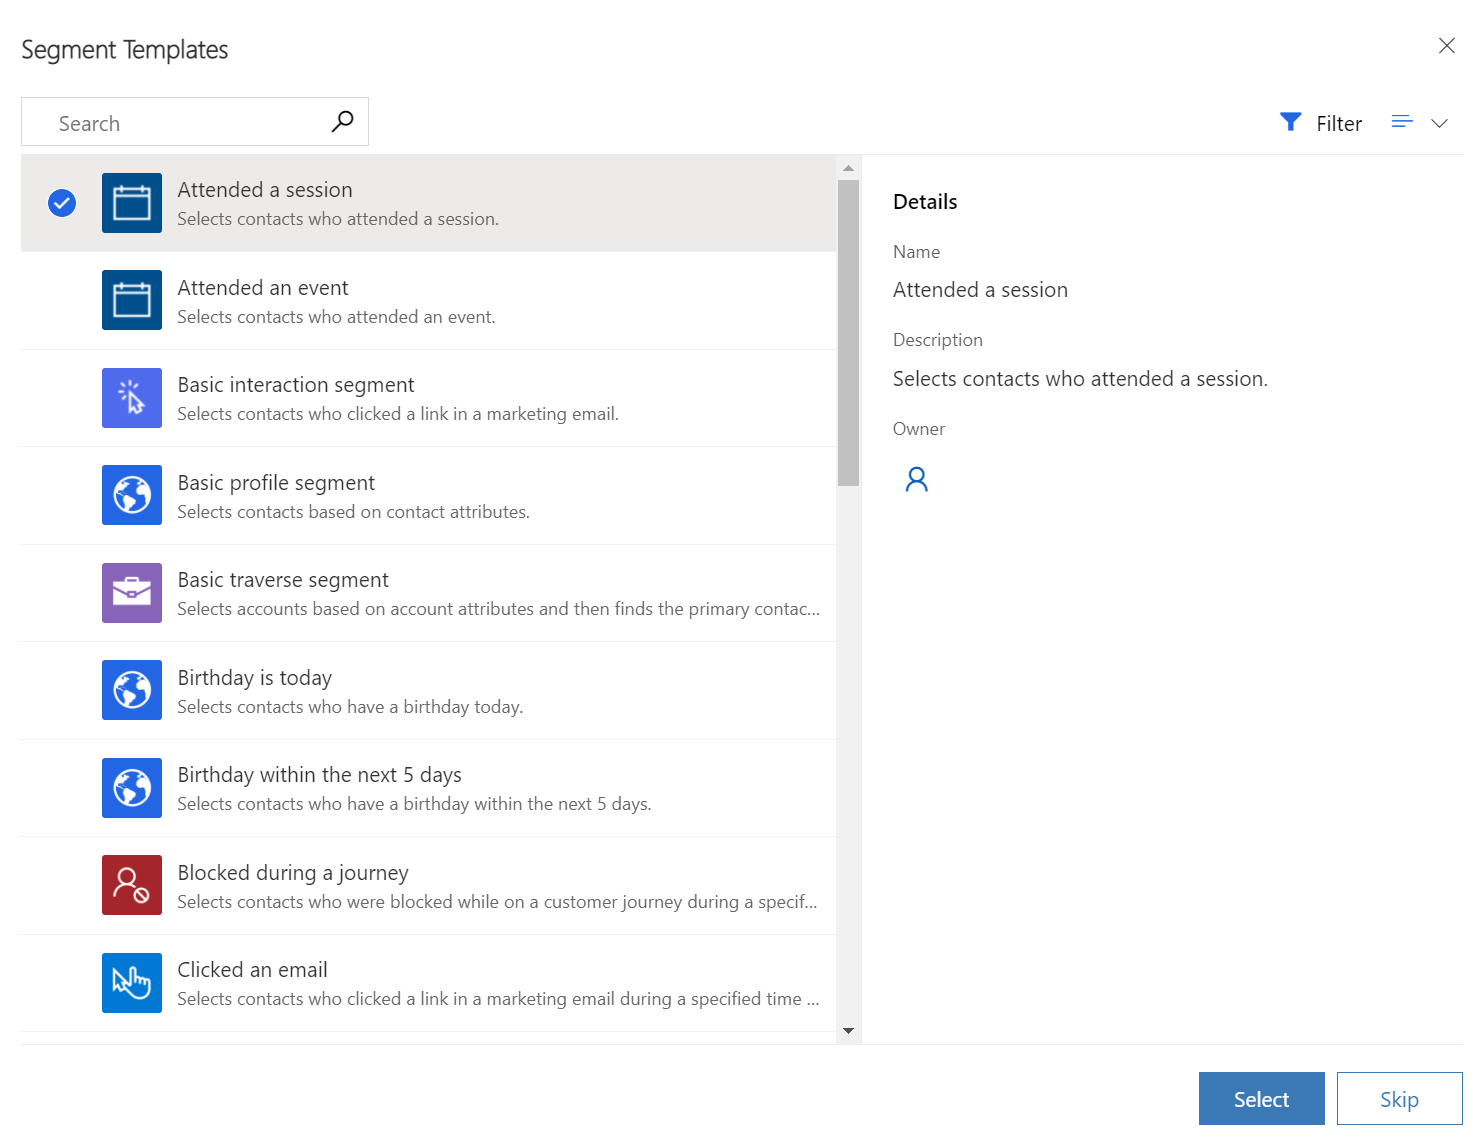 Segment Templates
Search
Filter
Attended a session
Selects contacts who attended a session.
Attended an event
Selects contacts who attended an event.
Basic interaction segment
Selects contacts who clicked a link in a marketing email.
Basic profile segment
Selects contacts based on contact attributes.
Basic traverse segment
Selects accounts based on account attributes and then finds the primary contac...
Birthday is today
Selects contacts who have a birthday today.
Birthday within the next 5 days
Selects contacts who have a birthday within the next 5 days.
Blocked during a journey
Selects contacts who were blocked while on a customer journey during a specif...
Clicked an email
Selects contacts who clicked a link in a marketing email during a specified time ...
Details
Name
Attended a session
Description
Selects contacts who attended a session.
Owner
Select
Skip